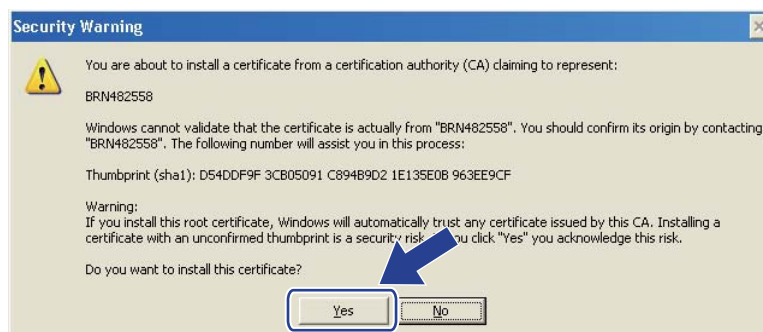 Security Warning
You are about to install a certificate from a certification authority (CA) claiming to represent:
BRN482558
Windows cannot validate that the certificate is actually from "BRN482558". You should confirm its origin by contacting
"BRN482558". The following number will assist you in this process:
Thumbprint (sha1): D54DDF9F 3CB05091 C894B9D2 1E135E0B 963EE9CF
Warning:
If you install this root certificate, Windows will automatically trust any certificate issued by this CA. Installing a
certificate with an unconfirmed thumbprint is a security risk. click "Yes" you acknowledge this risk.
Do you want to install this certificate?
Yes No